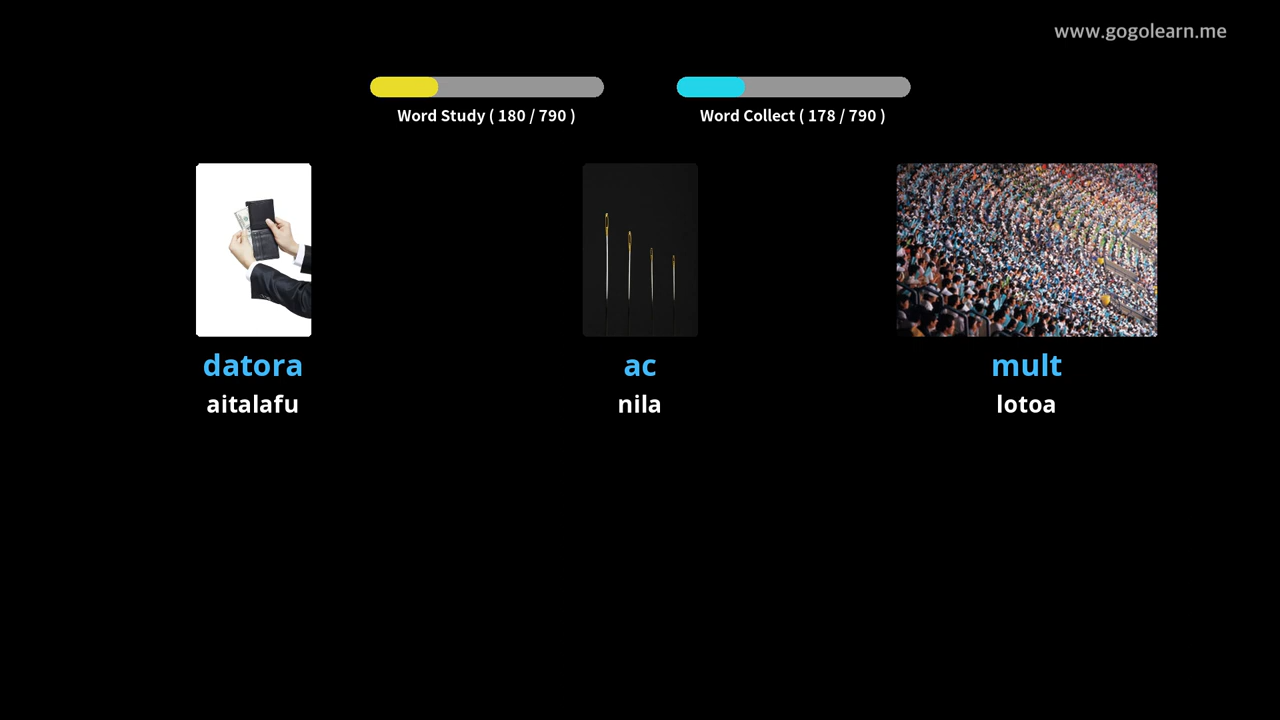 www.gogolearn.me
Word Study ( 180 / 790 )
Word Collect ( 178 / 790 )
datora
aitalafu
ac
nila
mult
lotoa